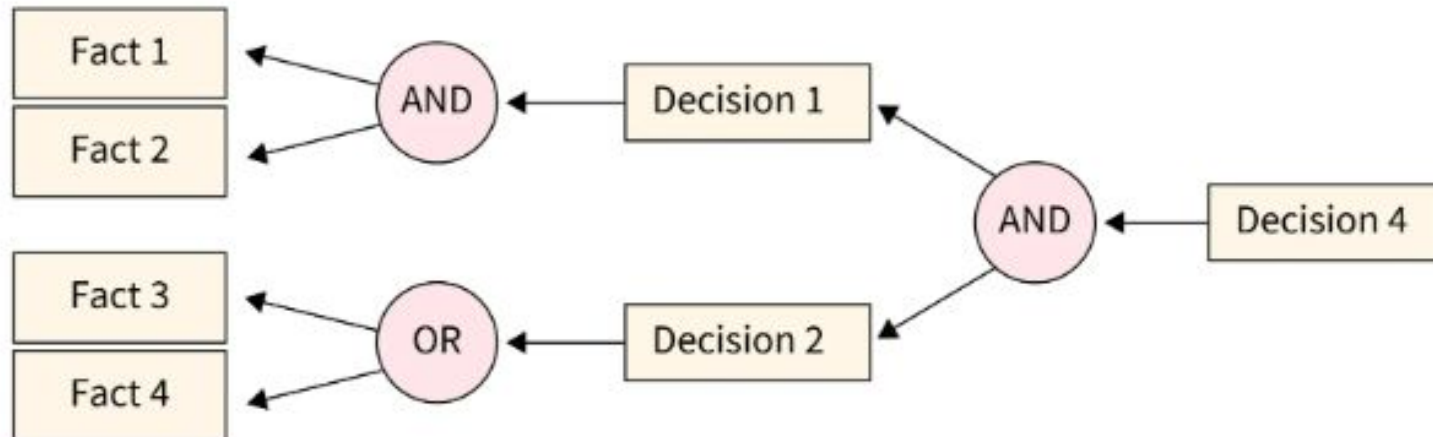 Fact 1
Fact 2
AND
Decision 1
AND
Decision 4
Fact 3
Fact 4
OR
Decision 2